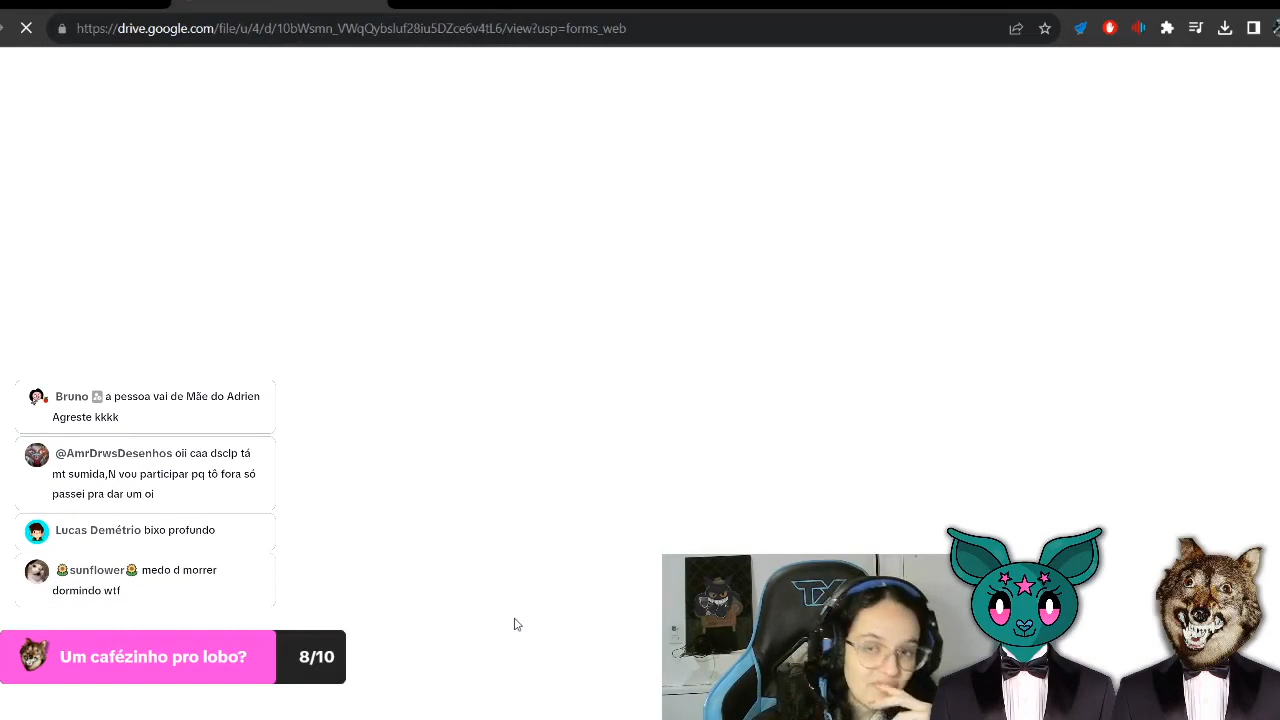 https://drive.google.com/file/u/4/d/10bWsmn_VWqQybsluf28iu5DZce6v4tL6/view?usp=forms_web
Bruno a pessoa vai de Mãe do Adrien
Agreste kkkk
@AmrDrwsDesenhos oii caa dsclp tá
mt sumida,N vou participar pq tô fora só
passei pra dar um oi
Lucas Demétrio bixo profundo
🌻sunflower🌻 medo d morrer
dormindo wtf
Um cafézinho pro lobo? 8/10
TX